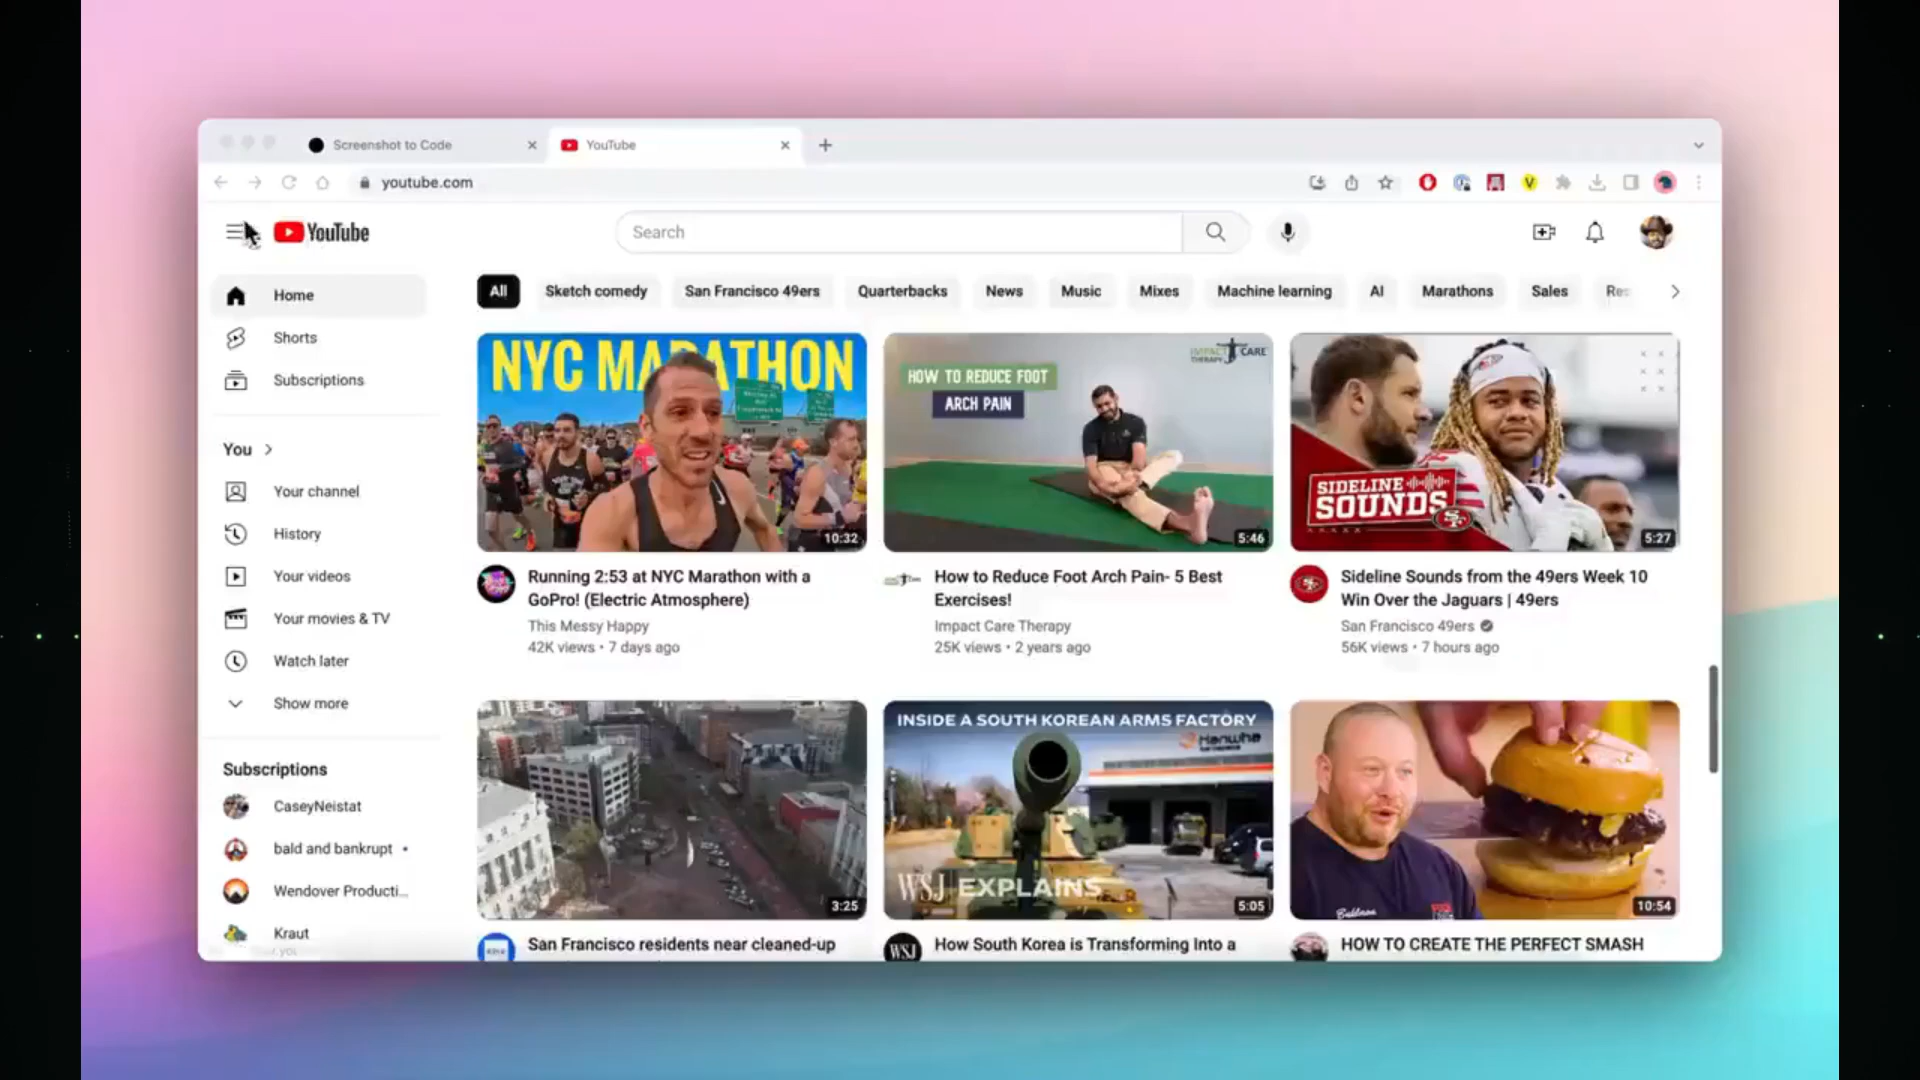 Screenshot to Code
YouTube
youtube.com
YouTube
Search
Home
Shorts
Subscriptions
You
Your channel
History
Your videos
Your movies & TV
Watch later
Show more
Subscriptions
CaseyNeistat
bald and bankrupt •
Wendover Producti...
Kraut
All
Sketch comedy
San Francisco 49ers
Quarterbacks
News
Music
Mixes
Machine learning
AI
Marathons
Sales
NYC MARATHON
10:32
Running 2:53 at NYC Marathon with a
GoPro! (Electric Atmosphere)
This Messy Happy
42K views • 7 days ago
IMPACT CARE
THERAPY
HOW TO REDUCE FOOT
ARCH PAIN
5:46
How to Reduce Foot Arch Pain- 5 Best
Exercises!
Impact Care Therapy
25K views • 2 years ago
SIDELINE
SOUNDS
SF
5:27
Sideline Sounds from the 49ers Week 10
Win Over the Jaguars | 49ers
San Francisco 49ers
56K views • 7 hours ago
3:25
San Francisco residents near cleaned-up
INSIDE A SOUTH KOREAN ARMS FACTORY
Hanwha
WSJ EXPLAINS
5:05
WSJ
How South Korea is Transforming Into a
10:54
HOW TO CREATE THE PERFECT SMASH